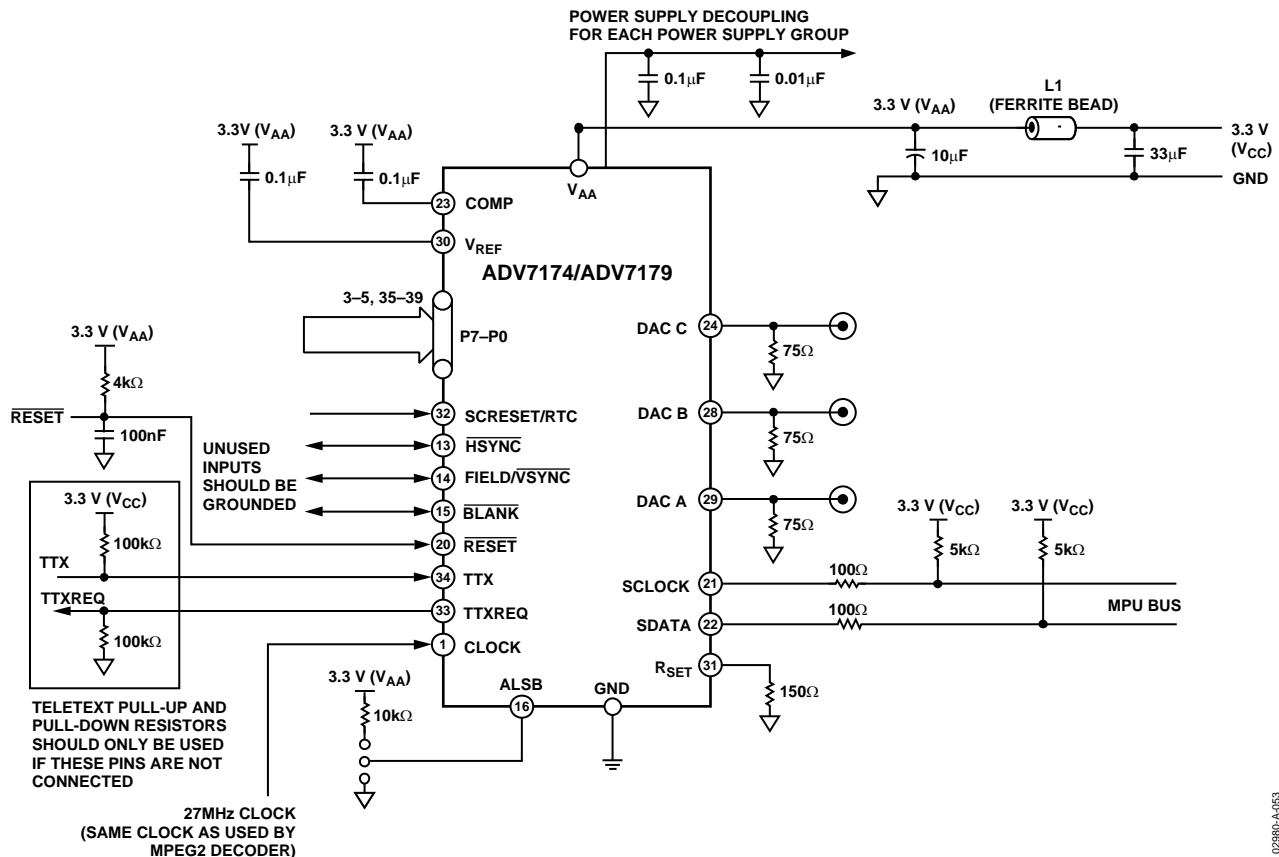 POWER SUPPLY DECOUPLING
FOR EACH POWER SUPPLY GROUP
0.1μF
0.01μF
L1
(FERRITE BEAD)
3.3 V (VAA)
3.3 V
(VCC)
10μF
33μF
GND
3.3V (VAA)
3.3 V (VAA)
0.1μF
0.1μF
VAA
23 COMP
30 VREF
ADV7174/ADV7179
3–5, 35–39
P7–P0
3.3 V (VAA)
4kΩ
RESET
100nF
32 SCRESET/RTC
UNUSED
INPUTS
SHOULD BE
GROUNDED
13 HSYNC
14 FIELD/VSYNC
15 BLANK
20 RESET
3.3 V (VCC)
100kΩ
TTX
34 TTX
TTXREQ
33 TTXREQ
100kΩ
1 CLOCK
TELETEXT PULL-UP AND
PULL-DOWN RESISTORS
SHOULD ONLY BE USED
IF THESE PINS ARE NOT
CONNECTED
3.3 V (VAA)
10kΩ
ALSB
16
GND
27MHz CLOCK
(SAME CLOCK AS USED BY
MPEG2 DECODER)
DAC C 24
75Ω
DAC B 28
75Ω
DAC A 29
75Ω
3.3 V (VCC)
3.3 V (VCC)
5kΩ
5kΩ
SCLOCK 21
100Ω
MPU BUS
SDATA 22
100Ω
RSET 31
150Ω
02980-A-053